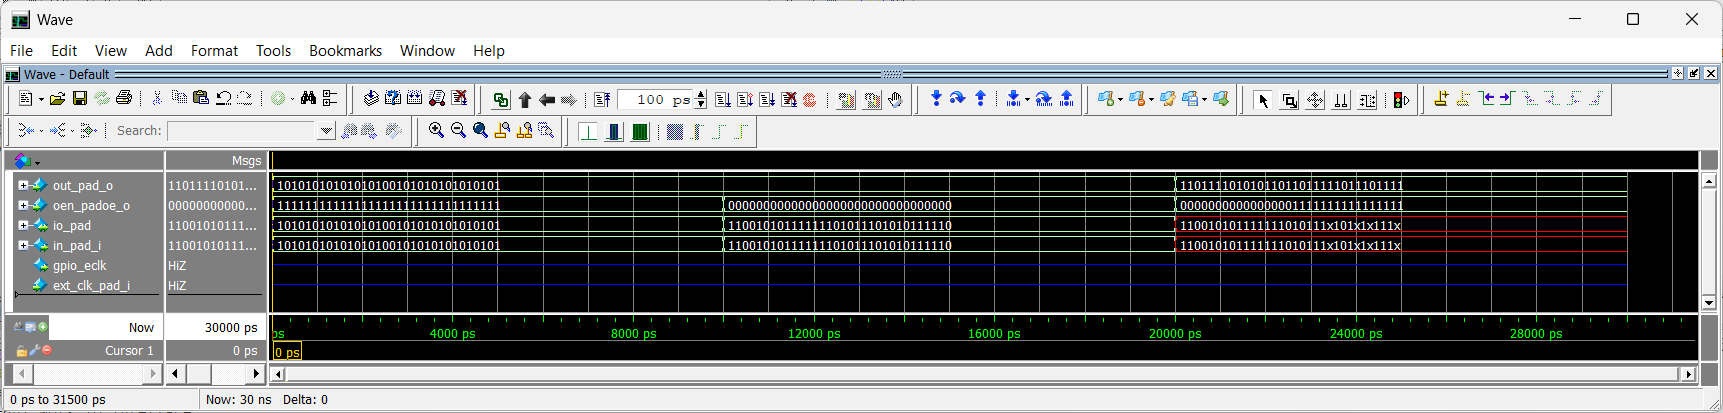 Wave
File Edit View Add Format Tools Bookmarks Window Help
Wave - Default
100 ps
Search:
Msgs
out_pad_o 11011110101... 10101010101010100101010101010101 11011110101011011011111011101111
oen_padoe_o 00000000000... 11111111111111111111111111111111 00000000000000000000000000000000 00000000000000001111111111111111
io_pad 11001010111... 10101010101010100101010101010101 11001010111111101011101010111110 110010101111111010111x101x1x111x
in_pad_i 11001010111... 10101010101010100101010101010101 11001010111111101011101010111110 110010101111111010111x101x1x111x
gpio_eclk HiZ
ext_clk_pad_i HiZ
Now 30000 ps ps 4000 ps 8000 ps 12000 ps 16000 ps 20000 ps 24000 ps 28000 ps
Cursor 1 0 ps 0 ps
0 ps to 31500 ps Now: 30 ns Delta: 0